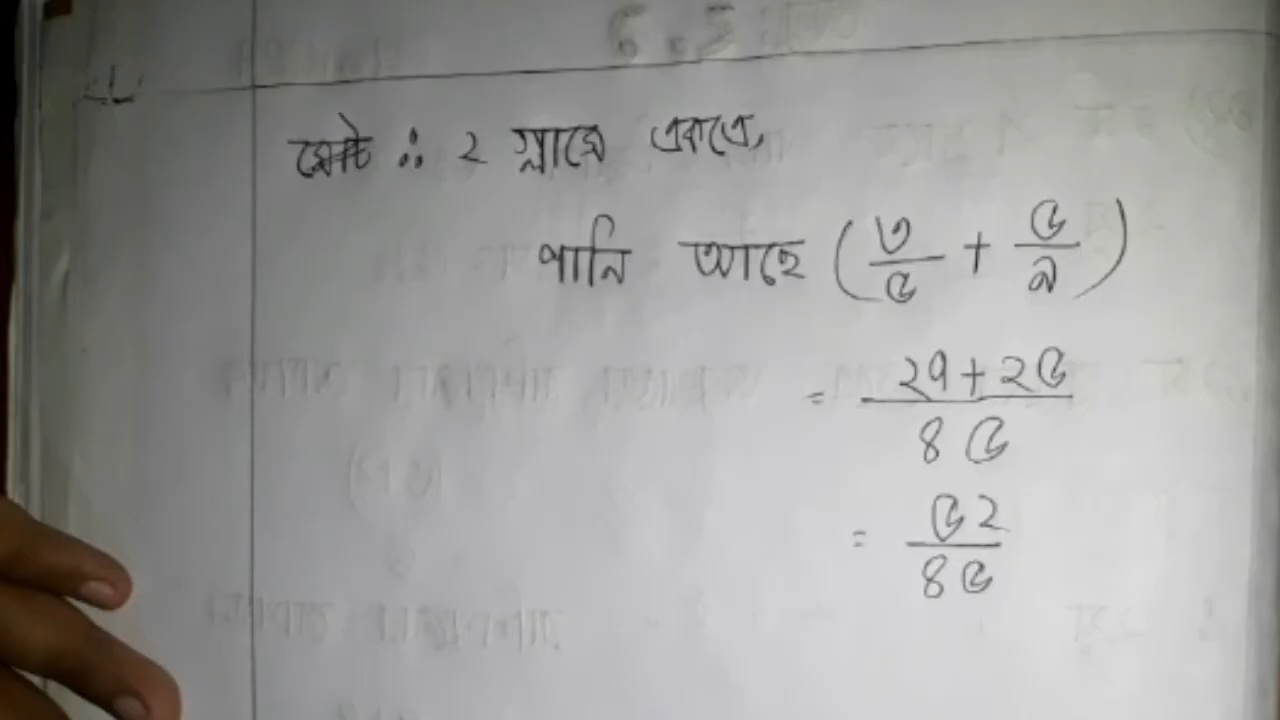 ∴ ২ গ্লাসে একত্রে,
পানি আছে (৩/৫ + ৫/৯)
= ২৭+২৫/৪৫
= ৫২/৪৫